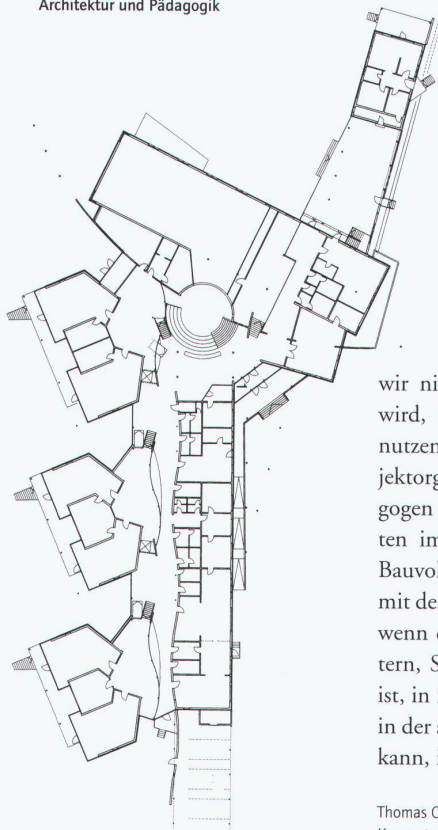 Architektur und Pädagogik
wir ni
wird,
nutzen
jektorg
gogen
ten im
Bauvol
mit de
wenn
tern, S
ist, in
in der
kann, i
Thomas C